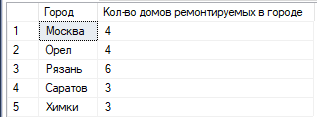 Город Кол-во домов ремонтируемых в городе
1 Москва 4
2 Орел 4
3 Рязань 6
4 Саратов 3
5 Химки 3